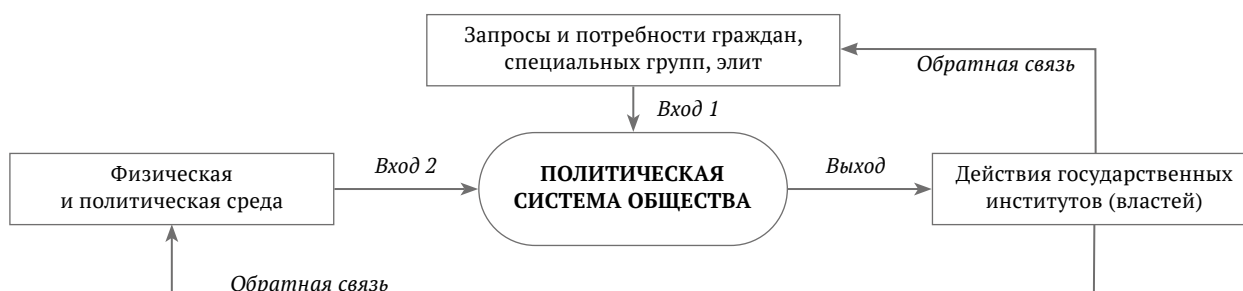 Запросы и потребности граждан,
специальных групп, элит
Обратная связь
Вход 1
Физическая
и политическая среда
Вход 2
ПОЛИТИЧЕСКАЯ
СИСТЕМА ОБЩЕСТВА
Выход
Действия государственных
институтов (властей)
Обратная связь